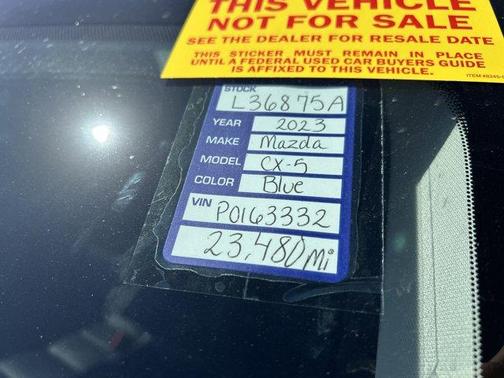 THIS VEHICLE
NOT FOR SALE
SEE THE DEALER FOR RESALE DATE
THIS STICKER MUST REMAIN IN PLACE
UNTIL A FEDERAL USED CAR BUYERS GUIDE
IS AFFIXED TO THIS VEHICLE.
STOCK
L36875A
YEAR 2023
MAKE Mazda
MODEL CX-5
COLOR Blue
VIN P0163332
23,480 mi